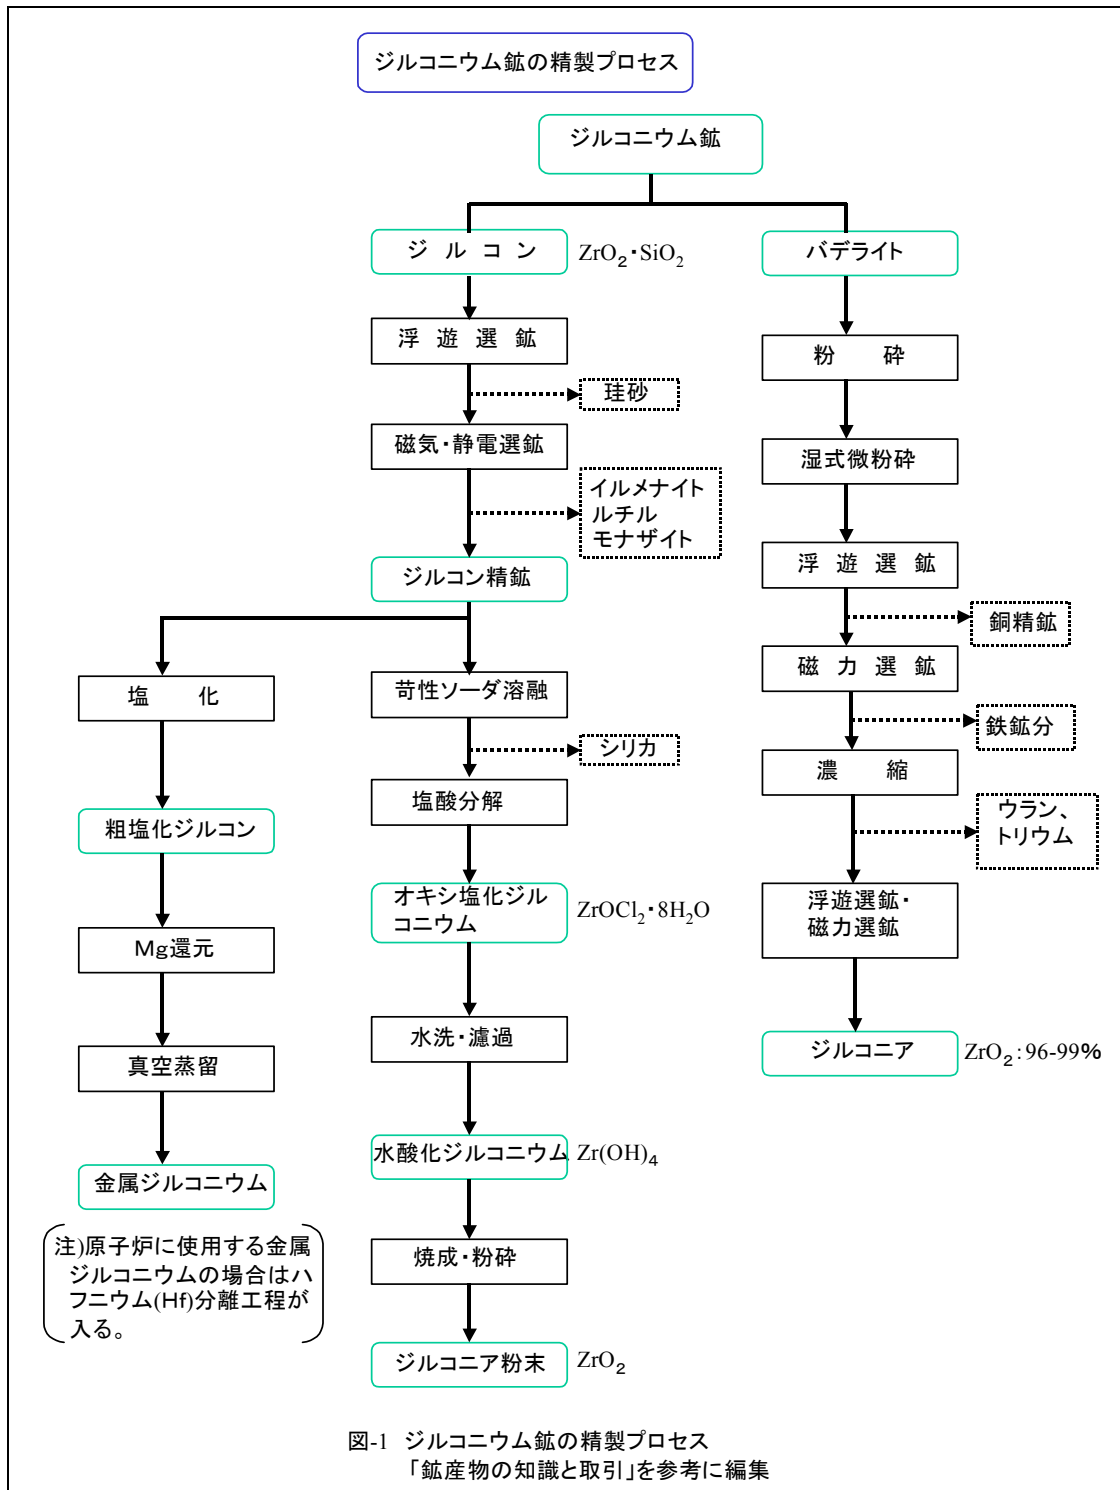 ジルコニウム鉱の精製プロセス
ジルコニウム鉱
ジルコン
ZrO₂・SiO₂
バデライト
浮遊選鉱
粉砕
珪砂
磁気・静電選鉱
湿式微粉砕
イルメナイト
ルチル
モナザイト
ジルコン精鉱
浮遊選鉱
銅精鉱
塩化
苛性ソーダ溶融
磁力選鉱
鉄鉱分
シリカ
濃縮
塩酸分解
粗塩化ジルコン
ウラン、
トリウム
オキシ塩化ジル
コニウム
ZrOCl₂・8H₂O
浮遊選鉱・
磁力選鉱
Mg還元
水洗・濾過
ジルコニア
ZrO₂：96-99%
真空蒸留
水酸化ジルコニウム
Zr(OH)₄
金属ジルコニウム
注)原子炉に使用する金属
ジルコニウムの場合はハ
フニウム(Hf)分離工程が
入る。
焼成・粉砕
ジルコニア粉末
ZrO₂
図-1 ジルコニウム鉱の精製プロセス
「鉱産物の知識と取引」を参考に編集